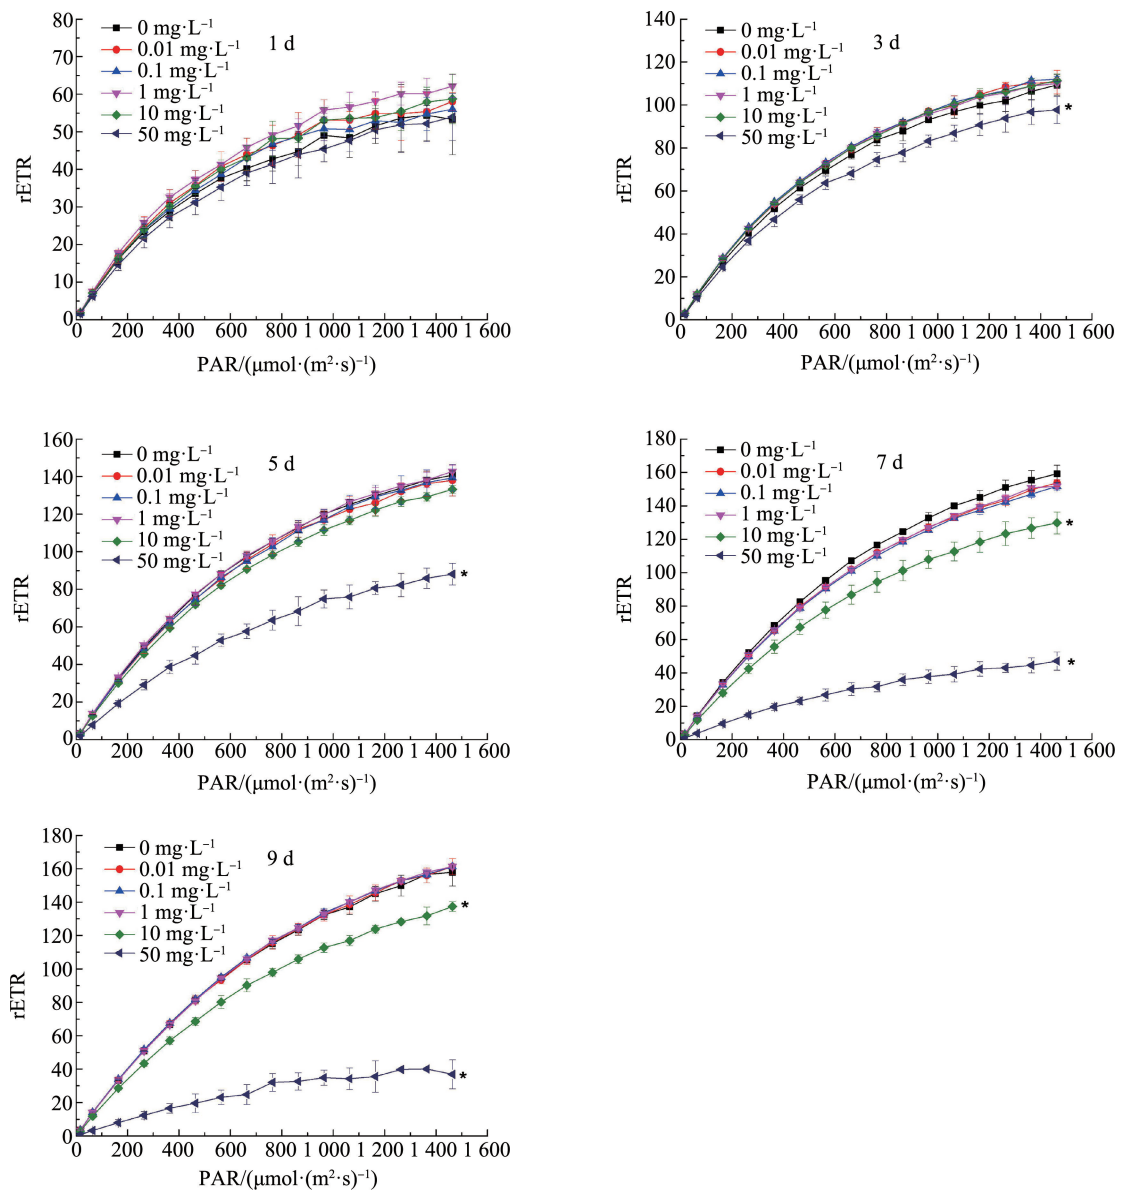 80
70
60
50
40
30
20
10
0
rETR
0 mg·L⁻¹
0.01 mg·L⁻¹
0.1 mg·L⁻¹
1 mg·L⁻¹
10 mg·L⁻¹
50 mg·L⁻¹
1 d
0 200 400 600 800 1 000 1 200 1 400 1 600
PAR/(μmol·(m²·s)⁻¹)
140
120
100
80
60
40
20
0
rETR
0 mg·L⁻¹
0.01 mg·L⁻¹
0.1 mg·L⁻¹
1 mg·L⁻¹
10 mg·L⁻¹
50 mg·L⁻¹
3 d
*
0 200 400 600 800 1 000 1 200 1 400 1 600
PAR/(μmol·(m²·s)⁻¹)
160
140
120
100
80
60
40
20
0
rETR
0 mg·L⁻¹
0.01 mg·L⁻¹
0.1 mg·L⁻¹
1 mg·L⁻¹
10 mg·L⁻¹
50 mg·L⁻¹
5 d
*
0 200 400 600 800 1 000 1 200 1 400 1 600
PAR/(μmol·(m²·s)⁻¹)
180
160
140
120
100
80
60
40
20
0
rETR
0 mg·L⁻¹
0.01 mg·L⁻¹
0.1 mg·L⁻¹
1 mg·L⁻¹
10 mg·L⁻¹
50 mg·L⁻¹
7 d
*
*
0 200 400 600 800 1 000 1 200 1 400 1 600
PAR/(μmol·(m²·s)⁻¹)
180
160
140
120
100
80
60
40
20
0
rETR
0 mg·L⁻¹
0.01 mg·L⁻¹
0.1 mg·L⁻¹
1 mg·L⁻¹
10 mg·L⁻¹
50 mg·L⁻¹
9 d
*
*
0 200 400 600 800 1 000 1 200 1 400 1 600
PAR/(μmol·(m²·s)⁻¹)